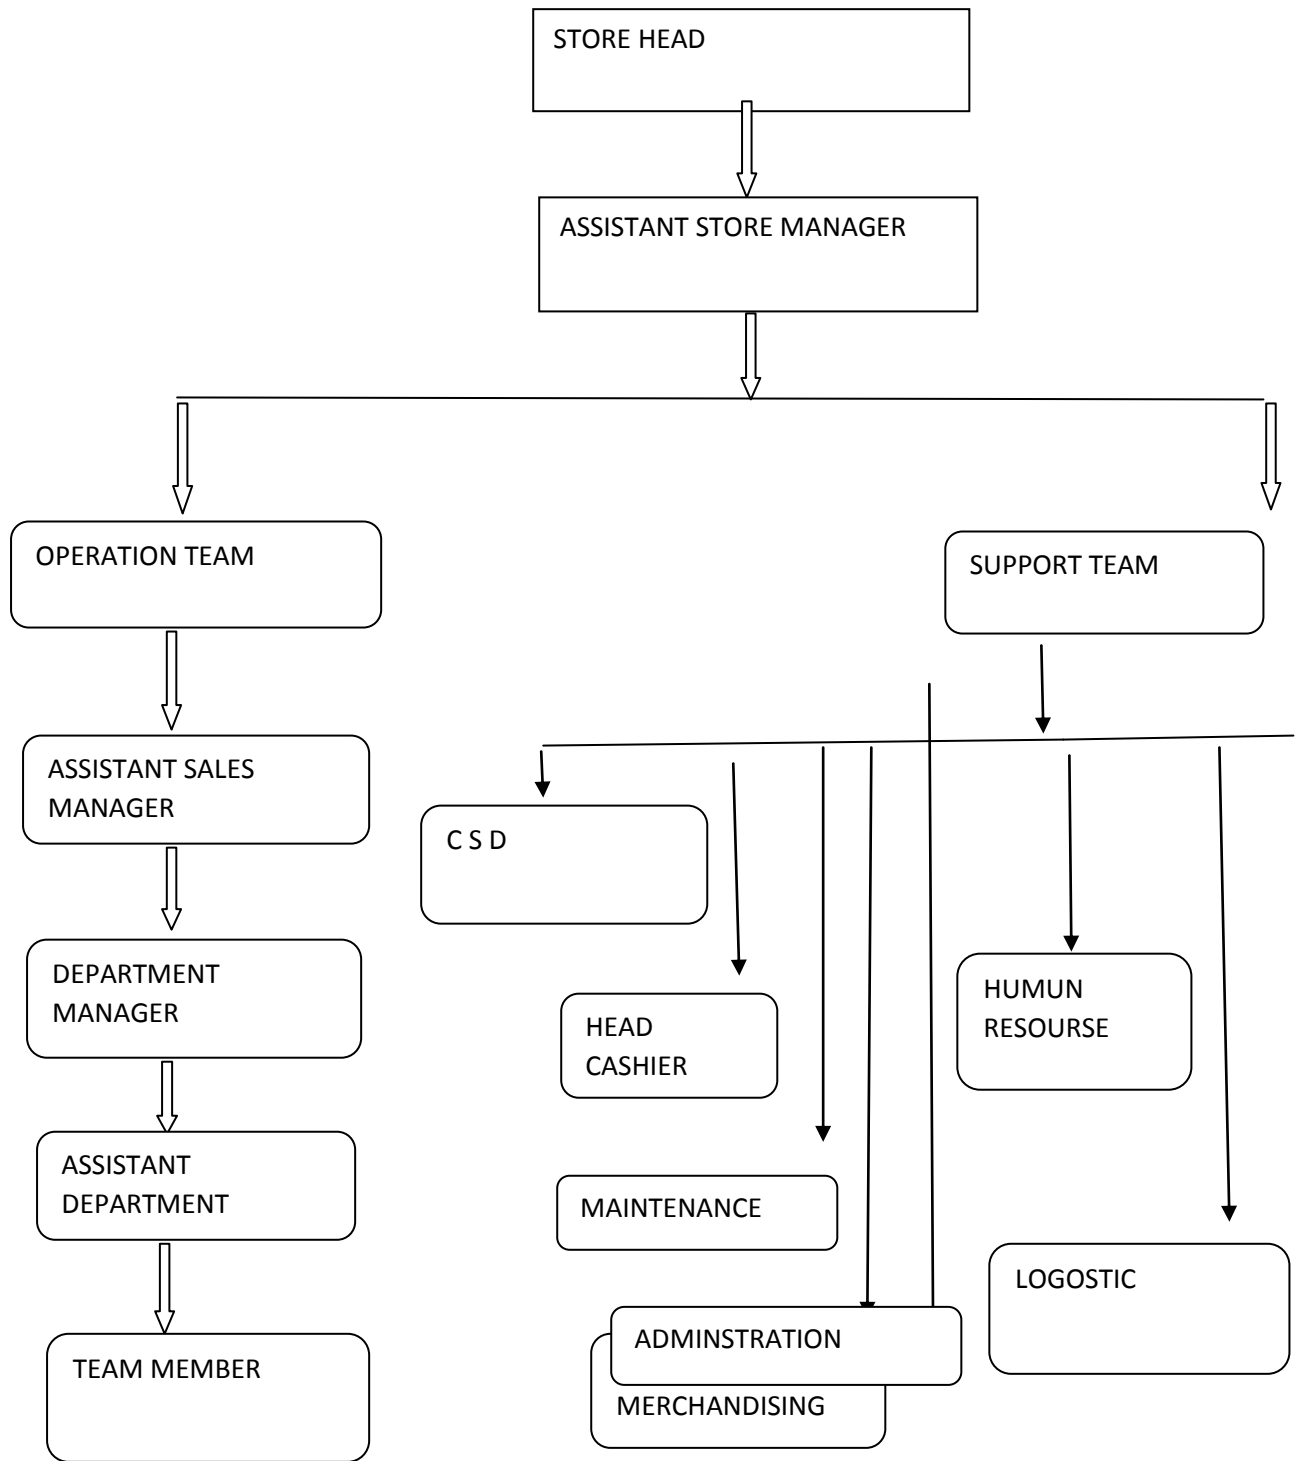 STORE HEAD
ASSISTANT STORE MANAGER
OPERATION TEAM
SUPPORT TEAM
ASSISTANT SALES
MANAGER
C S D
DEPARTMENT
MANAGER
HEAD
CASHIER
HUMUN
RESOURSE
ASSISTANT
DEPARTMENT
MAINTENANCE
LOGOSTIC
ADMINSTRATION
TEAM MEMBER
MERCHANDISING